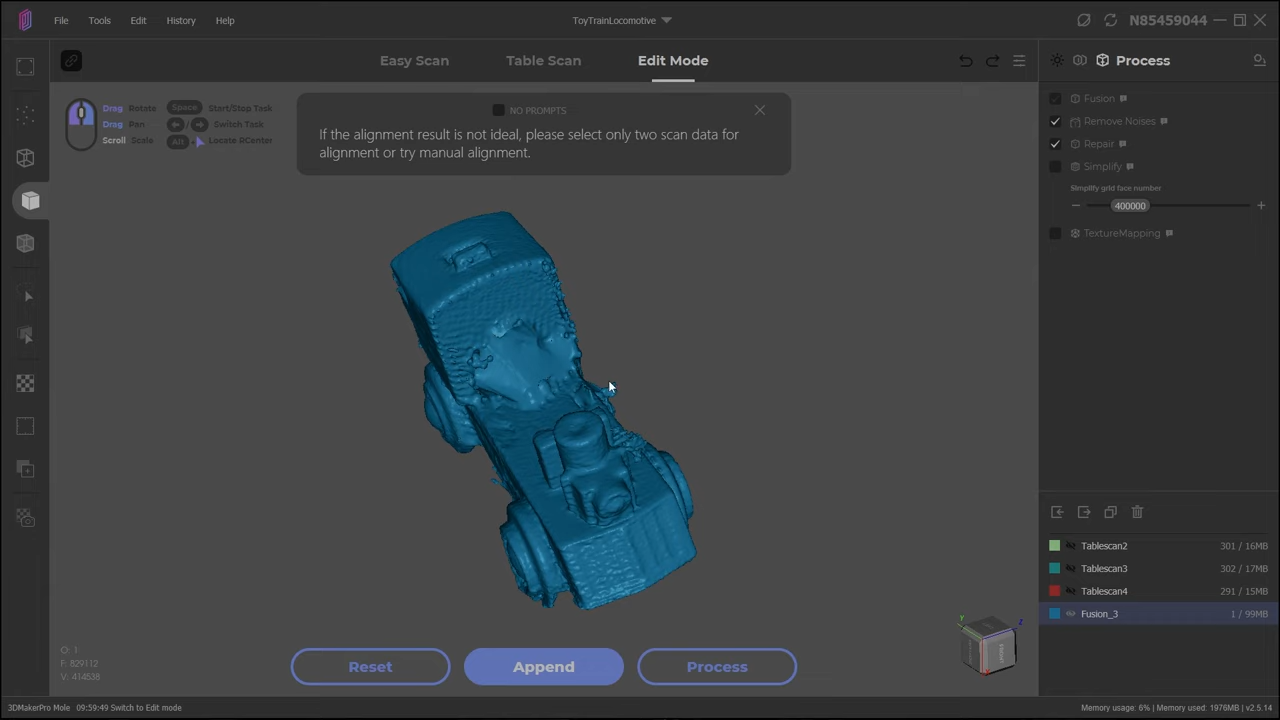 File Tools Edit History Help
ToyTrainLocomotive
N85459044
Easy Scan Table Scan Edit Mode
Process
Drag Rotate Space Start/Stop Task
Drag Pan Switch Task
Scroll Scale Alt + Locate RCenter
NO PROMPTS
If the alignment result is not ideal, please select only two scan data for
alignment or try manual alignment.
Fusion
Remove Noises
Repair
Simplify
Simplify grid face number
400000
TextureMapping
Tablescan2 301 / 16MB
Tablescan3 302 / 17MB
Tablescan4 291 / 15MB
Fusion_3 1 / 99MB
Y
Z
O: 1
F: 829112
V: 414538
Reset Append Process
3DMakerPro Mole 09:59:49 Switch to Edit mode
Memory usage: 6% | Memory used: 1976MB | v2.5.14